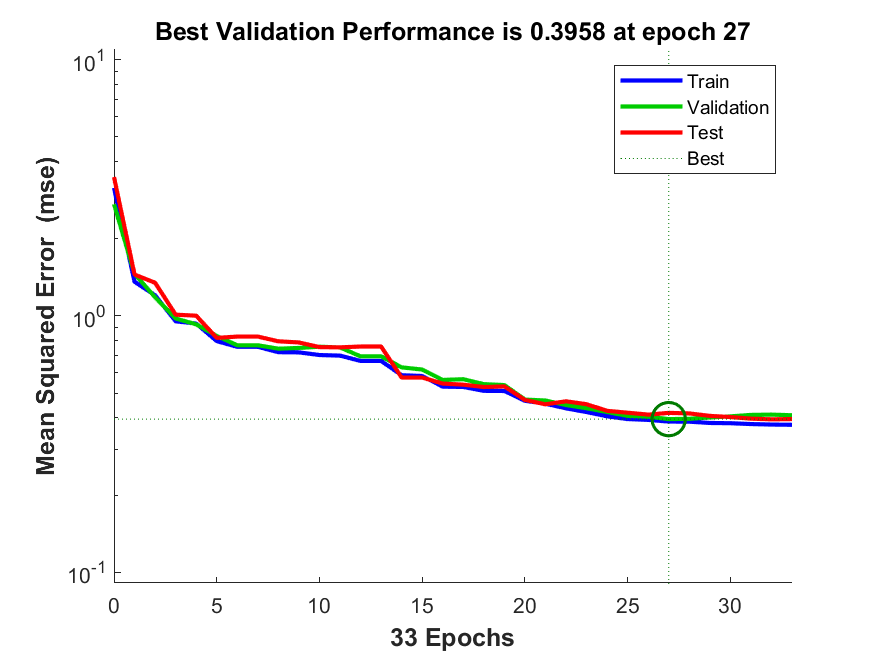 Best Validation Performance is 0.3958 at epoch 27
Mean Squared Error (mse)
10^1
10^0
10^-1
Train
Validation
Test
Best
0 5 10 15 20 25 30
33 Epochs